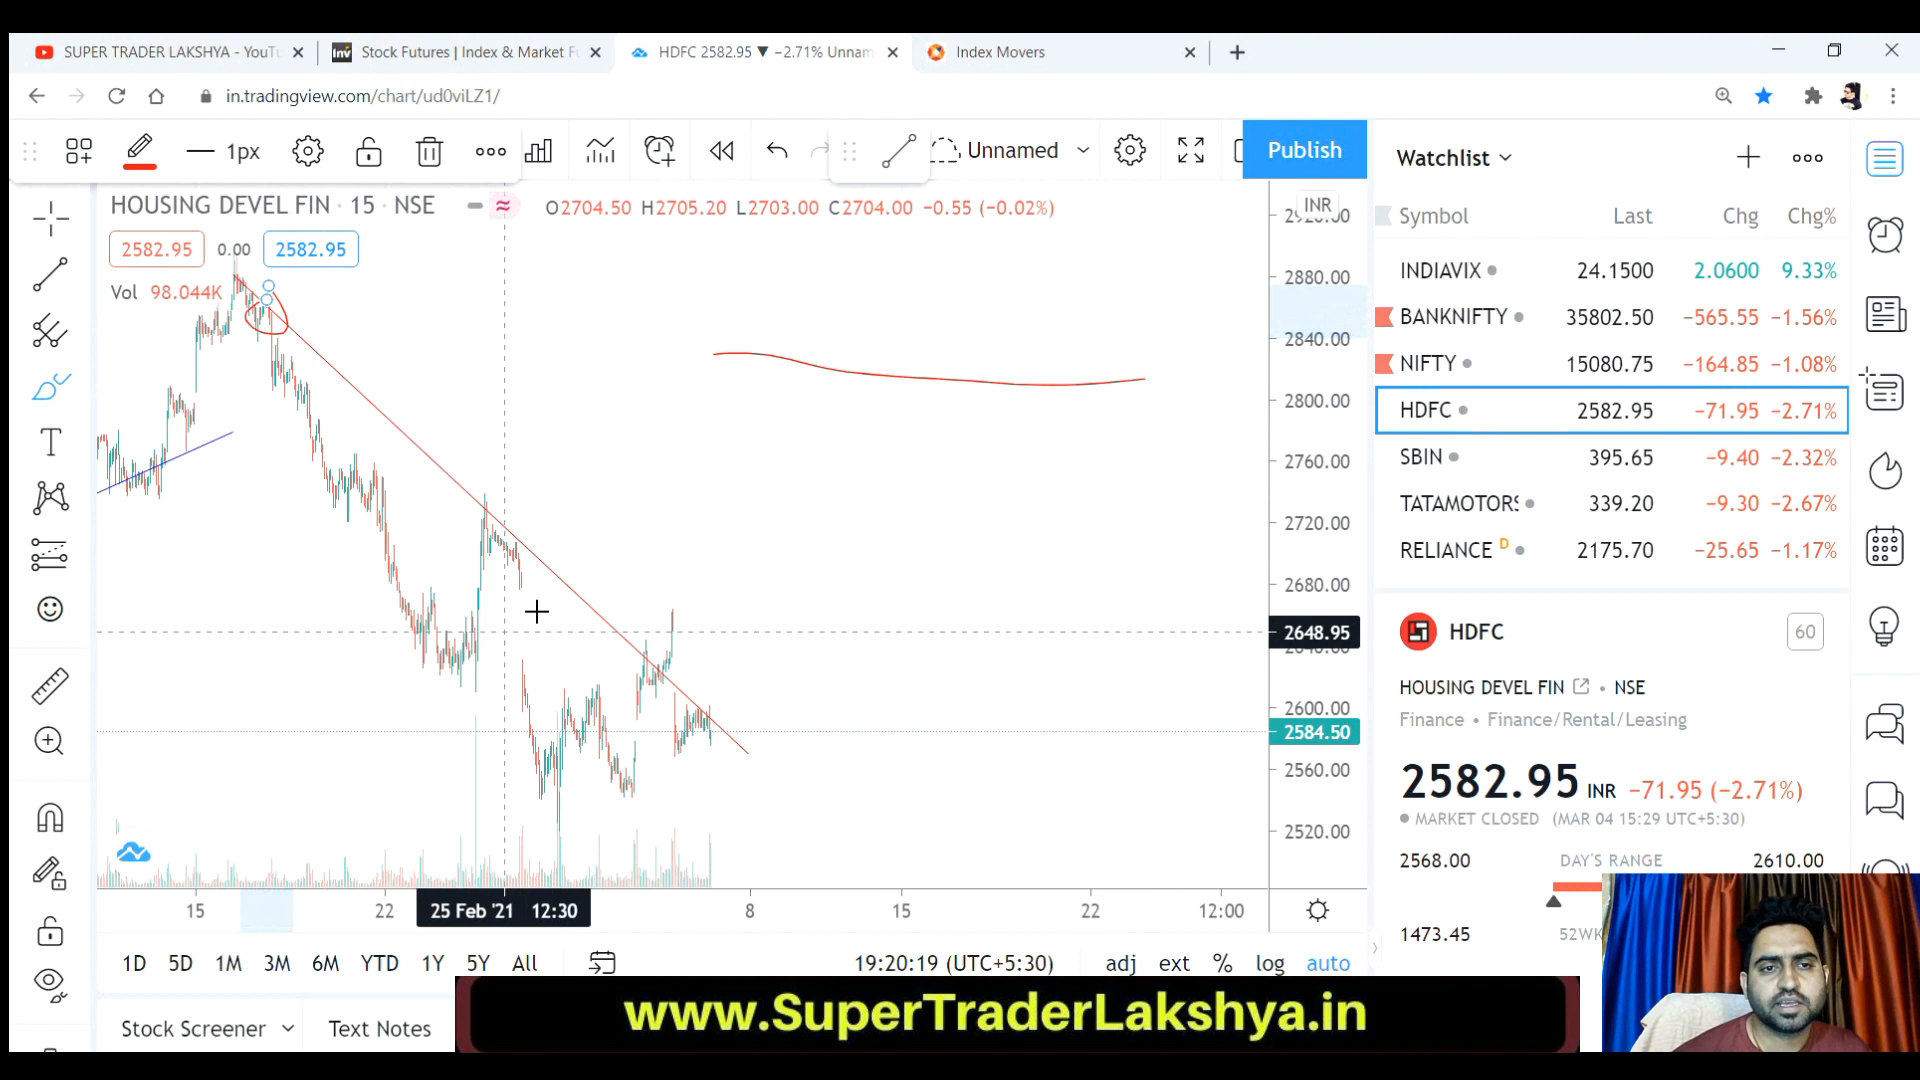 SUPER TRADER LAKSHYA - YouTu
Inv Stock Futures | Index & Market Fu
HDFC 2582.95 ▼ −2.71% Unnam
Index Movers
in.tradingview.com/chart/ud0viLZ1/
1px
Unnamed
Publish
HOUSING DEVEL FIN · 15 · NSE
O2704.50 H2705.20 L2703.00 C2704.00 −0.55 (−0.02%)
2582.95 0.00 2582.95
Vol 98.044K
INR
2880.00
2840.00
2800.00
2760.00
2720.00
2680.00
2648.95
2600.00
2584.50
2560.00
2520.00
15 22 25 Feb '21 12:30 8 15 22 12:00
1D 5D 1M 3M 6M YTD 1Y 5Y All
19:20:19 (UTC+5:30) adj ext % log auto
Stock Screener Text Notes
Watchlist
Symbol Last Chg Chg%
INDIAVIX 24.1500 2.0600 9.33%
BANKNIFTY 35802.50 −565.55 −1.56%
NIFTY 15080.75 −164.85 −1.08%
HDFC 2582.95 −71.95 −2.71%
SBIN 395.65 −9.40 −2.32%
TATAMOTORS 339.20 −9.30 −2.67%
RELIANCE D 2175.70 −25.65 −1.17%
HDFC 60
HOUSING DEVEL FIN • NSE
Finance • Finance/Rental/Leasing
2582.95 INR −71.95 (−2.71%)
MARKET CLOSED (MAR 04 15:29 UTC+5:30)
2568.00 DAY'S RANGE 2610.00
1473.45 52WK
www.SuperTraderLakshya.in